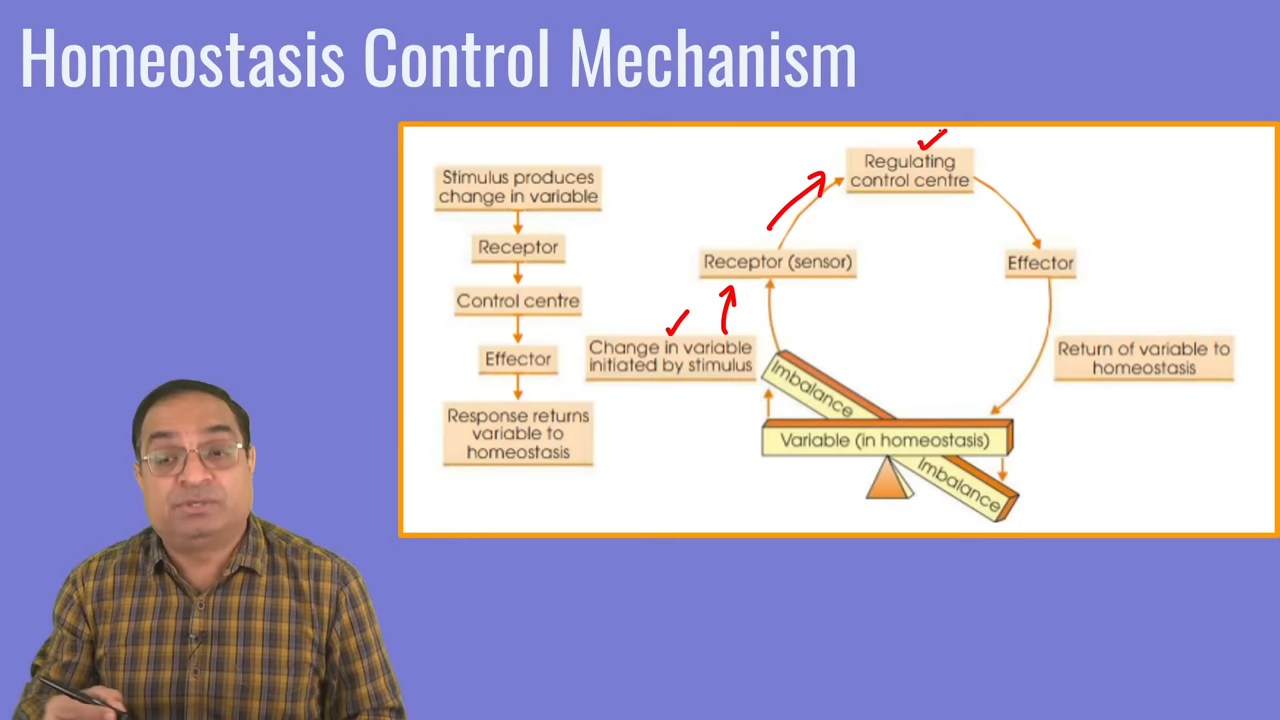 Homeostasis Control Mechanism
Stimulus produces
change in variable
Receptor
Control centre
Effector
Response returns
variable to
homeostasis
Regulating
control centre
Receptor (sensor)
Effector
Change in variable
initiated by stimulus
Return of variable to
homeostasis
Imbalance
Variable (in homeostasis)
Imbalance